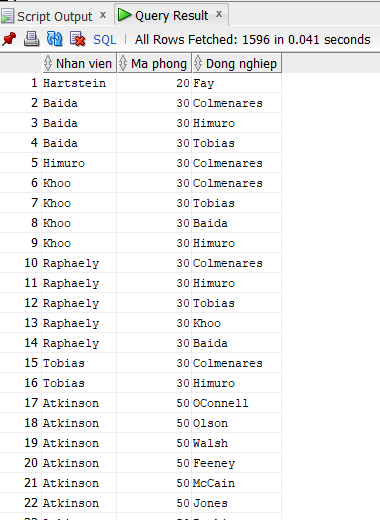 Script Output x Query Result x
SQL | All Rows Fetched: 1596 in 0.041 seconds
Nhan vien Ma phong Dong nghiep
1 Hartstein 20 Fay
2 Baida 30 Colmenares
3 Baida 30 Himuro
4 Baida 30 Tobias
5 Himuro 30 Colmenares
6 Khoo 30 Colmenares
7 Khoo 30 Tobias
8 Khoo 30 Baida
9 Khoo 30 Himuro
10 Raphaely 30 Colmenares
11 Raphaely 30 Himuro
12 Raphaely 30 Tobias
13 Raphaely 30 Khoo
14 Raphaely 30 Baida
15 Tobias 30 Colmenares
16 Tobias 30 Himuro
17 Atkinson 50 OConnell
18 Atkinson 50 Olson
19 Atkinson 50 Walsh
20 Atkinson 50 Feeney
21 Atkinson 50 McCain
22 Atkinson 50 Jones